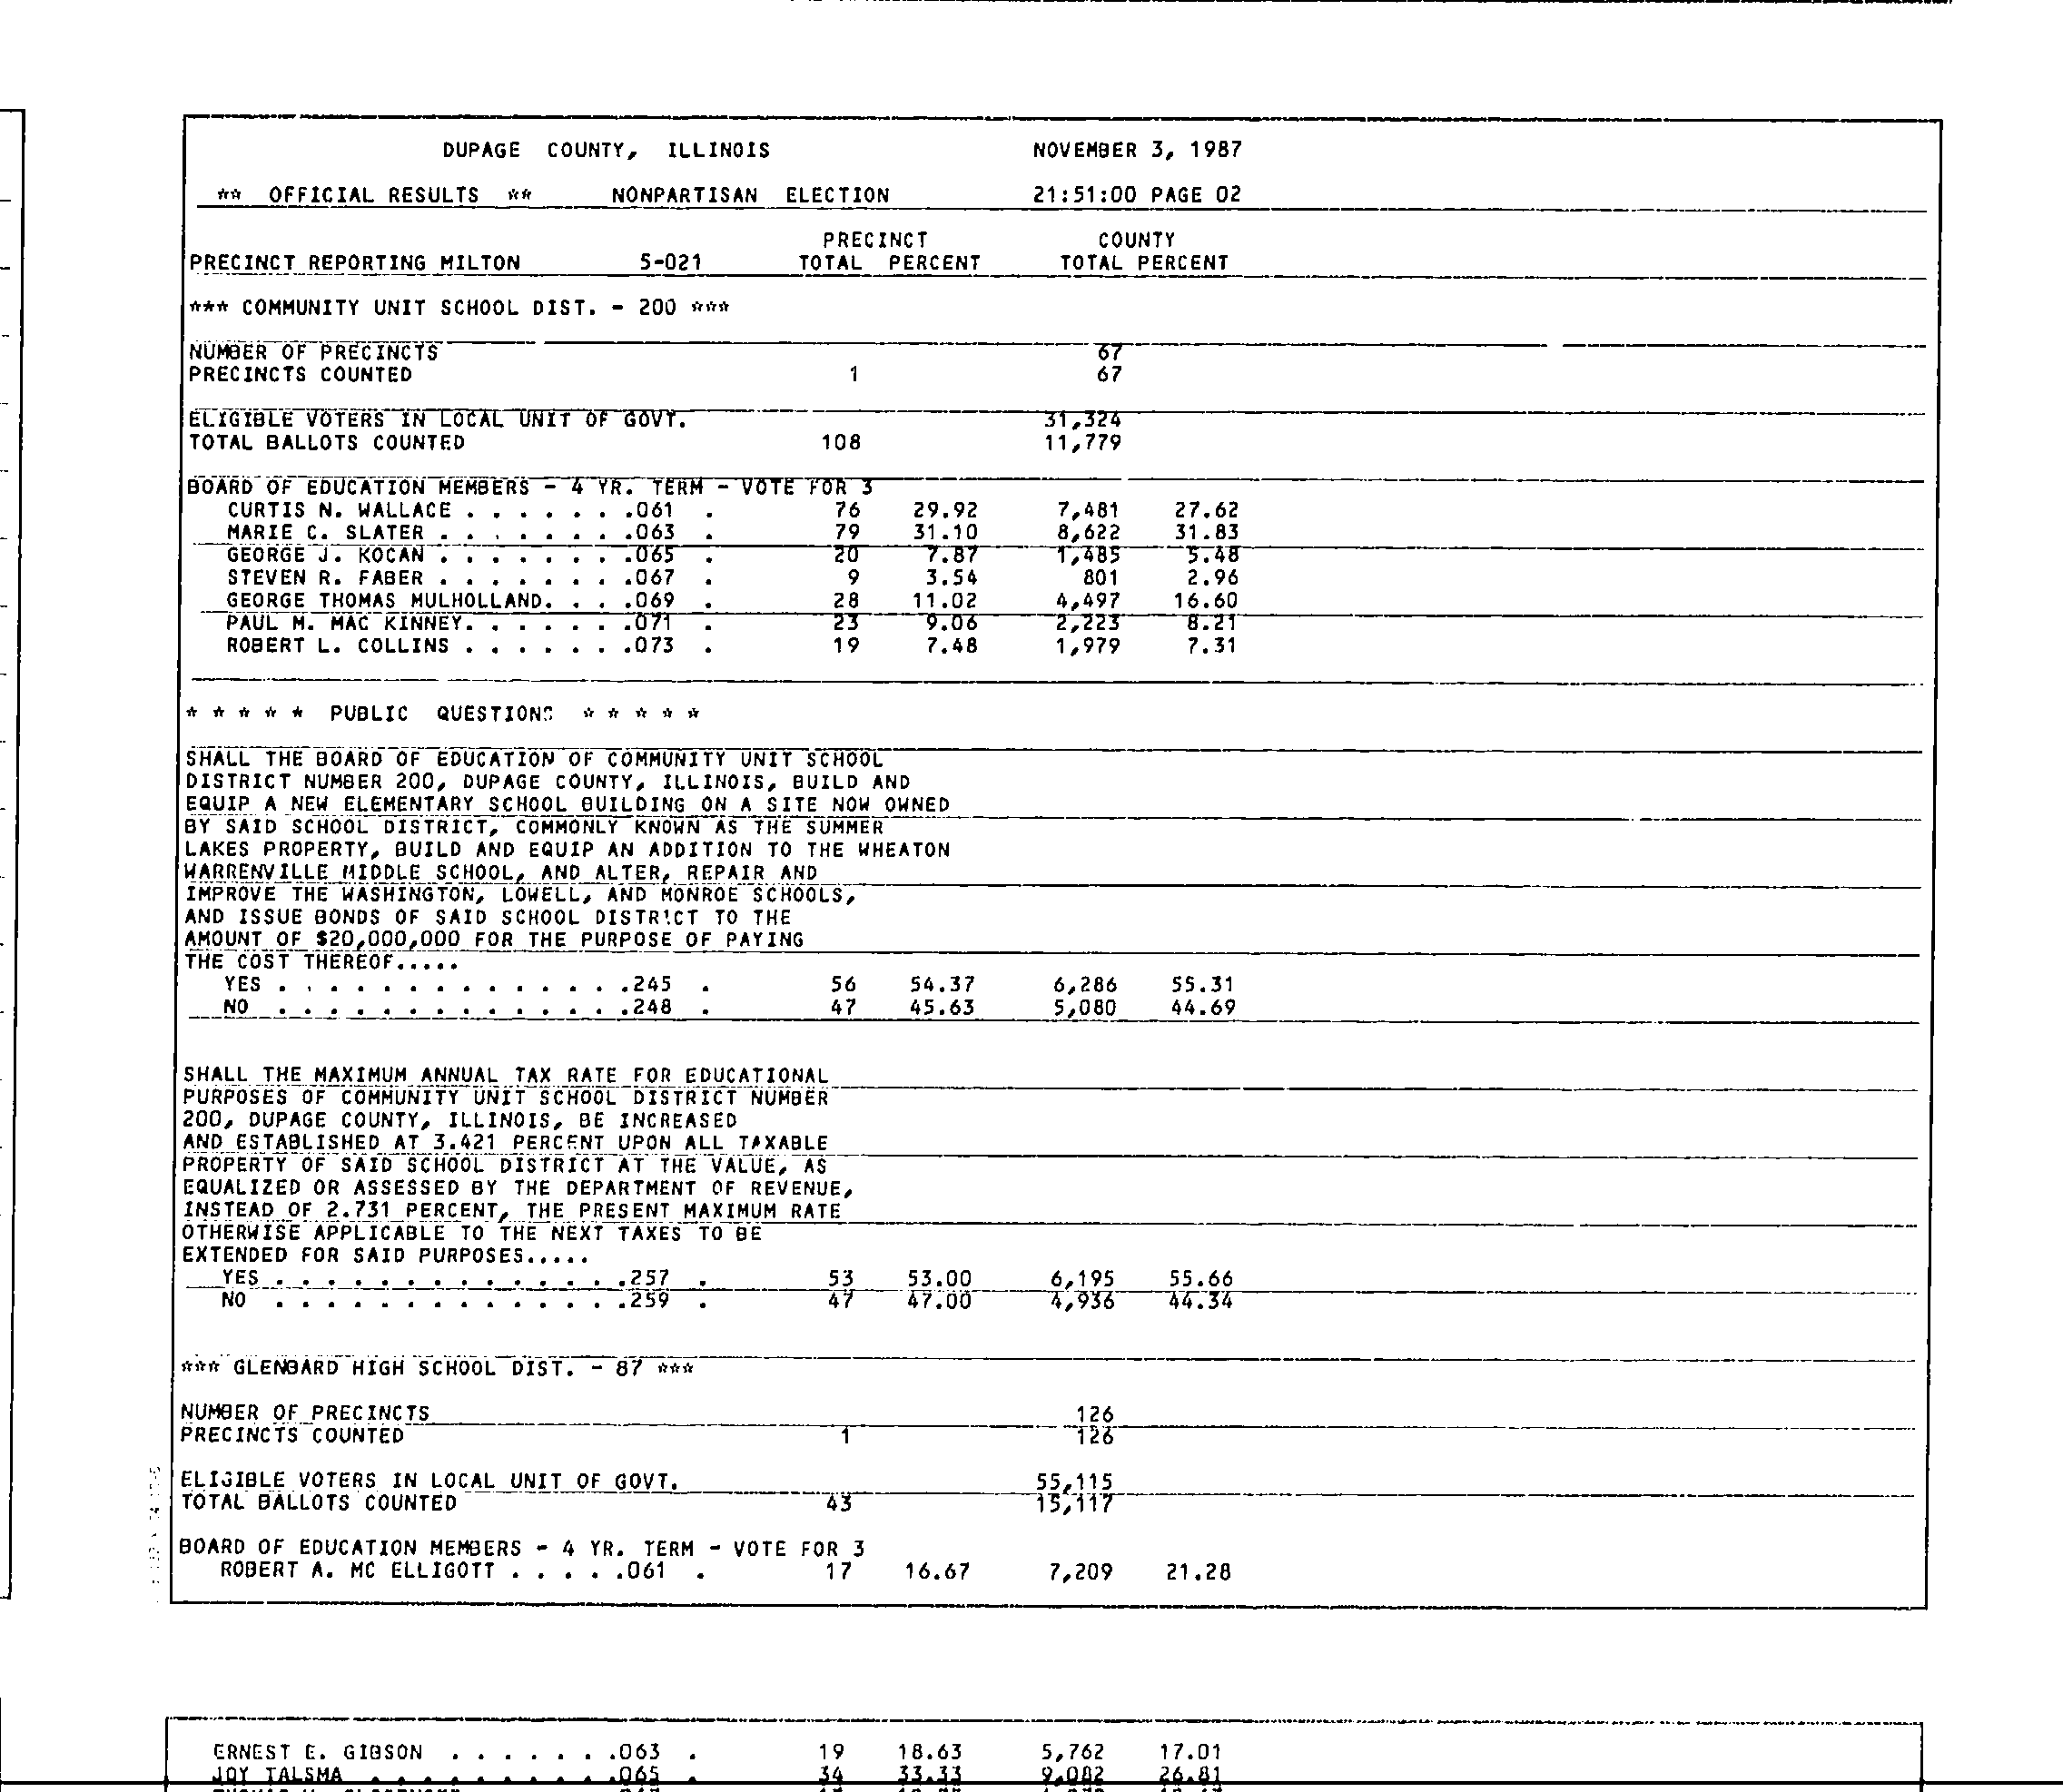 DUPAGE COUNTY, ILLINOIS NOVEMBER 3, 1987
** OFFICIAL RESULTS ** NONPARTISAN ELECTION 21:51:00 PAGE 02
PRECINCT COUNTY
PRECINCT REPORTING MILTON 5-021 TOTAL PERCENT TOTAL PERCENT
*** COMMUNITY UNIT SCHOOL DIST. - 200 ***
NUMBER OF PRECINCTS 67
PRECINCTS COUNTED 1 67
ELIGIBLE VOTERS IN LOCAL UNIT OF GOVT. 31,324
TOTAL BALLOTS COUNTED 108 11,779
BOARD OF EDUCATION MEMBERS - 4 YR. TERM - VOTE FOR 3
CURTIS N. WALLACE . . . . . . .061 . 76 29.92 7,481 27.62
MARIE C. SLATER . . . . . . . .063 . 79 31.10 8,622 31.83
GEORGE J. KOCAN . . . . . . . .065 . 20 7.87 1,485 5.48
STEVEN R. FABER . . . . . . . .067 . 9 3.54 801 2.96
GEORGE THOMAS MULHOLLAND. . . .069 . 28 11.02 4,497 16.60
PAUL M. MAC KINNEY. . . . . . .071 . 23 9.06 2,223 8.21
ROBERT L. COLLINS . . . . . . .073 . 19 7.48 1,979 7.31
* * * * * PUBLIC QUESTIONS * * * * *
SHALL THE BOARD OF EDUCATION OF COMMUNITY UNIT SCHOOL
DISTRICT NUMBER 200, DUPAGE COUNTY, ILLINOIS, BUILD AND
EQUIP A NEW ELEMENTARY SCHOOL BUILDING ON A SITE NOW OWNED
BY SAID SCHOOL DISTRICT, COMMONLY KNOWN AS THE SUMMER
LAKES PROPERTY, BUILD AND EQUIP AN ADDITION TO THE WHEATON
WARRENVILLE MIDDLE SCHOOL, AND ALTER, REPAIR AND
IMPROVE THE WASHINGTON, LOWELL, AND MONROE SCHOOLS,
AND ISSUE BONDS OF SAID SCHOOL DISTRICT TO THE
AMOUNT OF $20,000,000 FOR THE PURPOSE OF PAYING
THE COST THEREOF.....
YES . . . . . . . . . . . . . .245 . 56 54.37 6,286 55.31
NO . . . . . . . . . . . . . .248 . 47 45.63 5,080 44.69
SHALL THE MAXIMUM ANNUAL TAX RATE FOR EDUCATIONAL
PURPOSES OF COMMUNITY UNIT SCHOOL DISTRICT NUMBER
200, DUPAGE COUNTY, ILLINOIS, BE INCREASED
AND ESTABLISHED AT 3.421 PERCENT UPON ALL TAXABLE
PROPERTY OF SAID SCHOOL DISTRICT AT THE VALUE, AS
EQUALIZED OR ASSESSED BY THE DEPARTMENT OF REVENUE,
INSTEAD OF 2.731 PERCENT, THE PRESENT MAXIMUM RATE
OTHERWISE APPLICABLE TO THE NEXT TAXES TO BE
EXTENDED FOR SAID PURPOSES.....
YES . . . . . . . . . . . . . .257 . 53 53.00 6,195 55.66
NO . . . . . . . . . . . . . .259 . 47 47.00 4,936 44.34
*** GLENBARD HIGH SCHOOL DIST. - 87 ***
NUMBER OF PRECINCTS 126
PRECINCTS COUNTED 1 126
ELIGIBLE VOTERS IN LOCAL UNIT OF GOVT. 55,115
TOTAL BALLOTS COUNTED 43 15,117
BOARD OF EDUCATION MEMBERS - 4 YR. TERM - VOTE FOR 3
ROBERT A. MC ELLIGOTT . . . . .061 . 17 16.67 7,209 21.28
ERNEST E. GIBSON . . . . . . .063 . 19 18.63 5,762 17.01
JOY TALSMA . . . . . . . . . .065 . 34 33.33 9,082 26.81